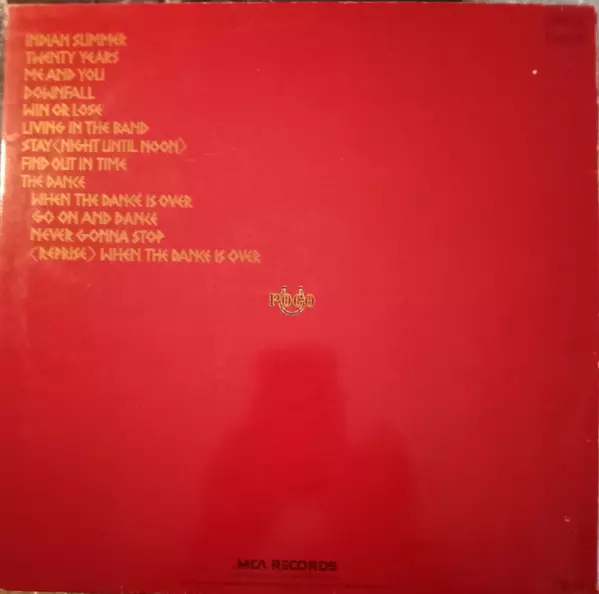 INDIAN SUMMER
TWENTY YEARS
ME AND YOU
DOWNFALL
WIN OR LOSE
LIVING IN THE BAND
STAY (NIGHT UNTIL NOON)
FIND OUT IN TIME
THE DANCE
WHEN THE DANCE IS OVER
GO ON AND DANCE
NEVER GONNA STOP
(REPRISE) WHEN THE DANCE IS OVER
POCO
MCA RECORDS